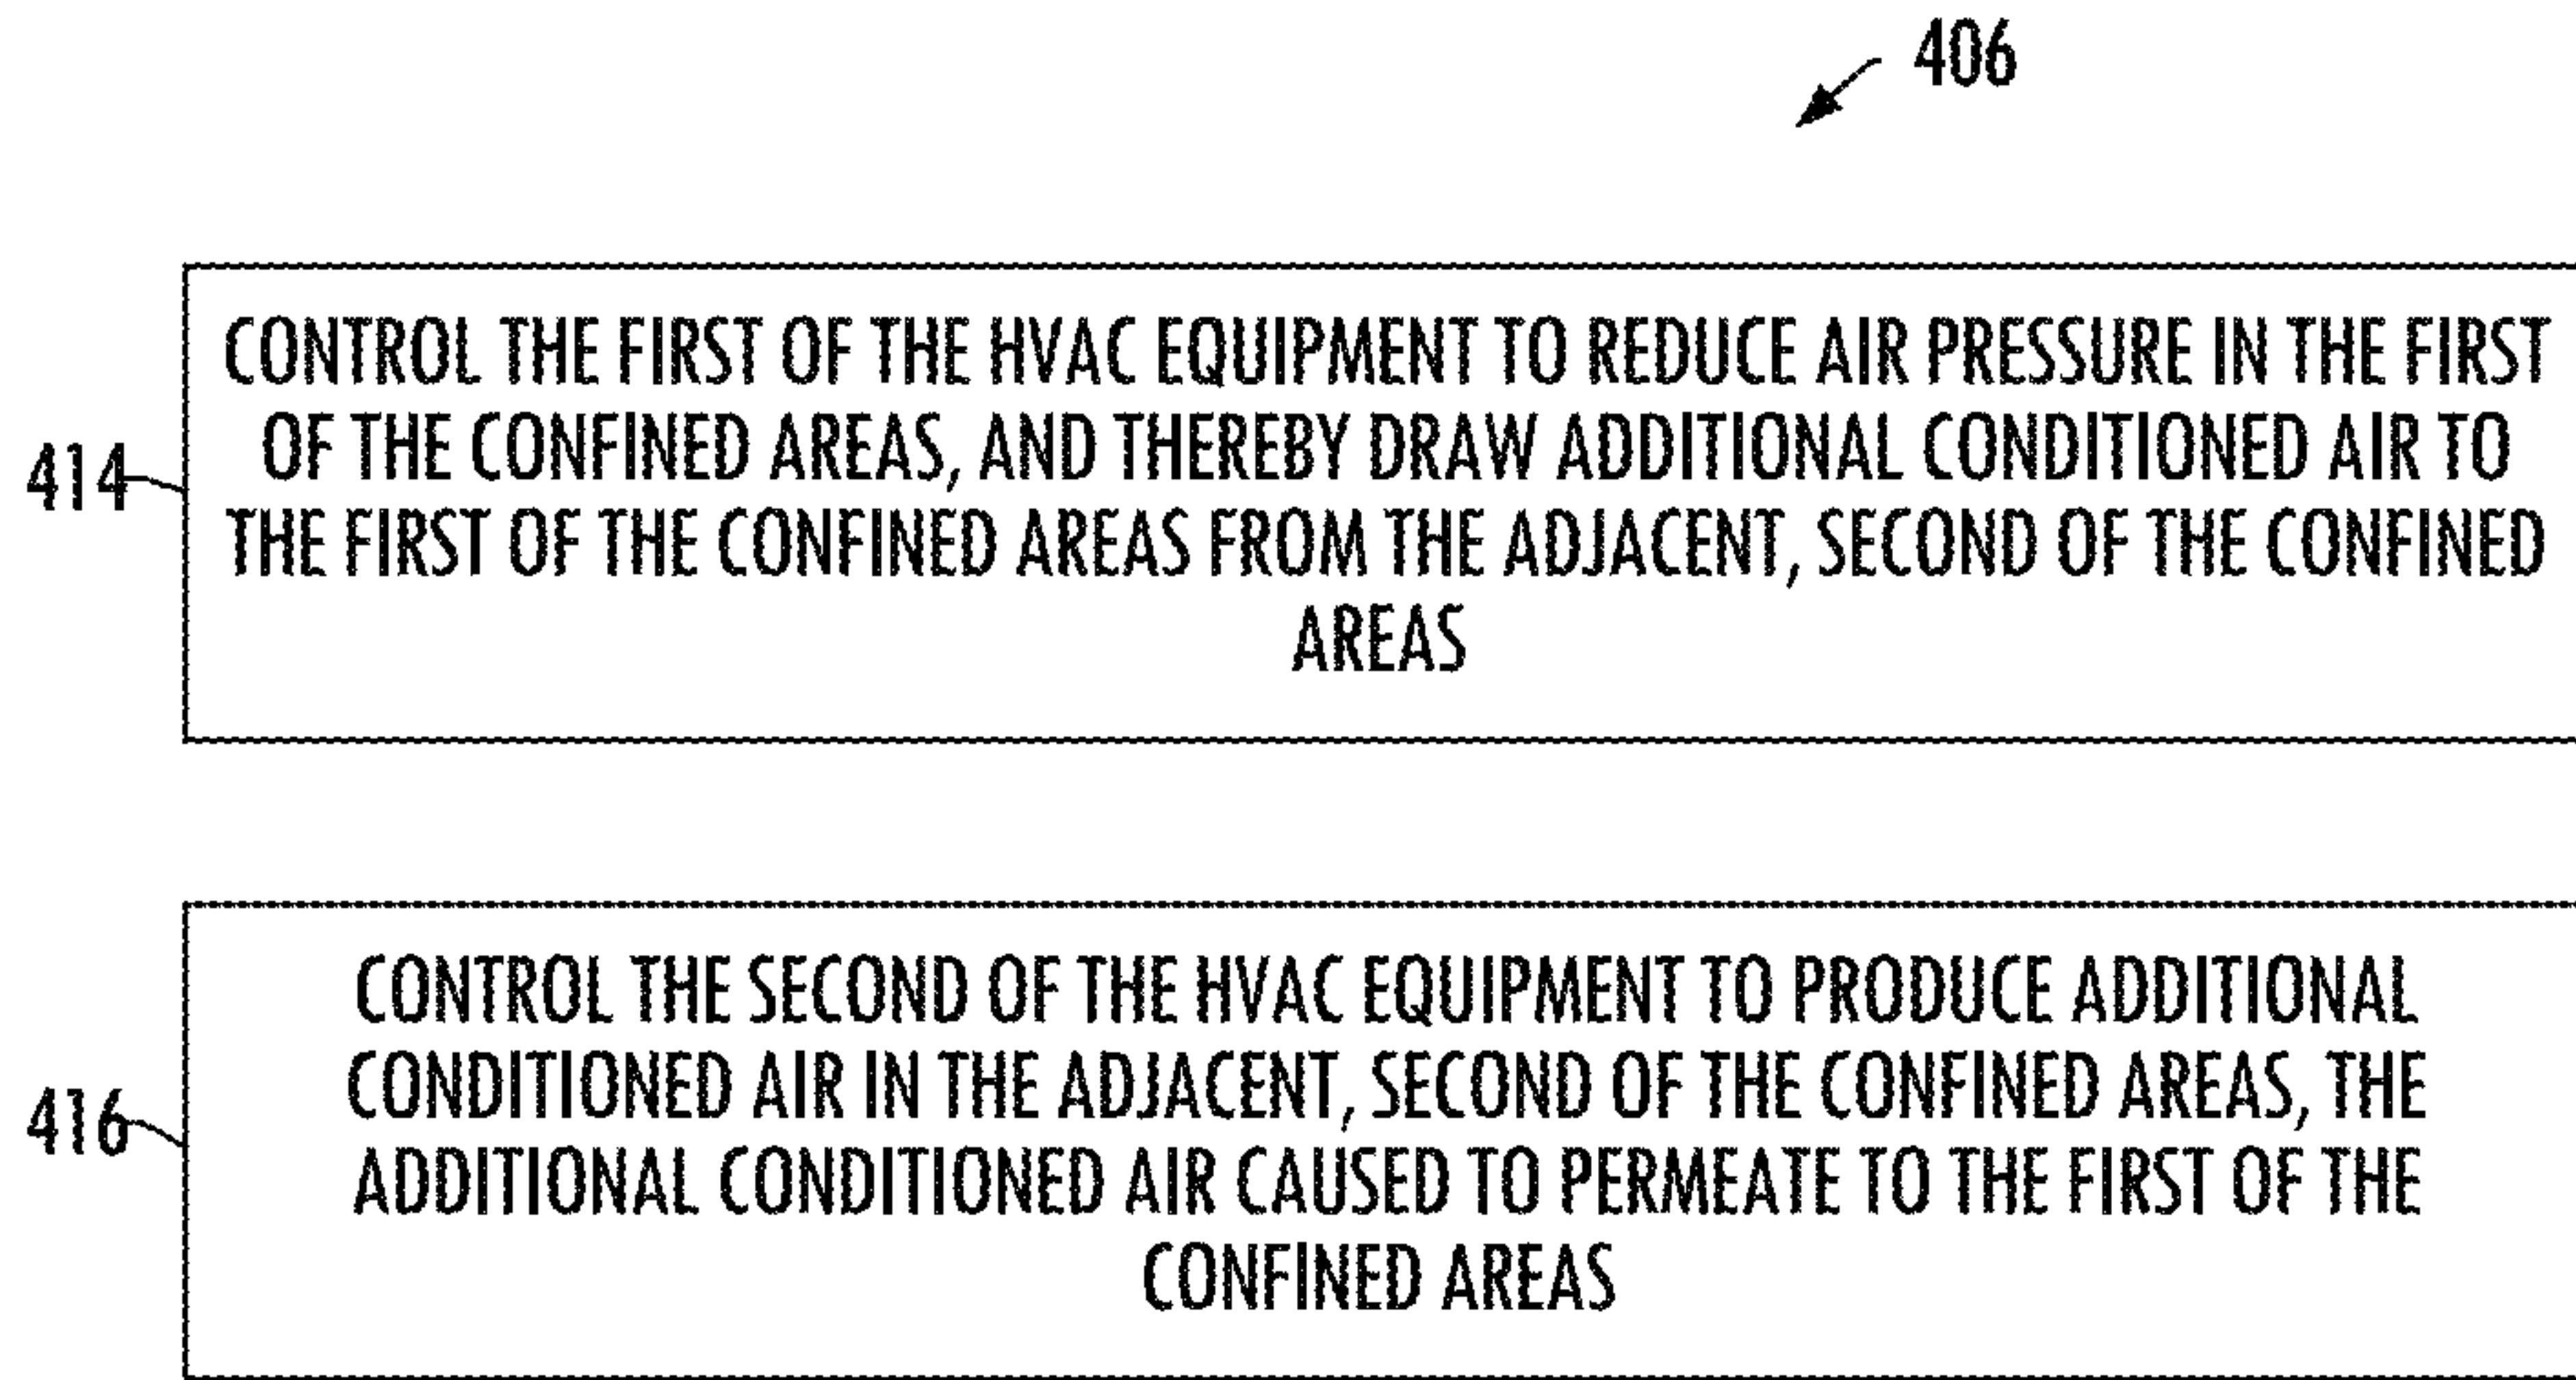 406
CONTROL THE FIRST OF THE HVAC EQUIPMENT TO REDUCE AIR PRESSURE IN THE FIRST
OF THE CONFINED AREAS, AND THEREBY DRAW ADDITIONAL CONDITIONED AIR TO
414
THE FIRST OF THE CONFINED AREAS FROM THE ADJACENT, SECOND OF THE CONFINED
AREAS
CONTROL THE SECOND OF THE HVAC EQUIPMENT TO PRODUCE ADDITIONAL
CONDITIONED AIR IN THE ADJACENT, SECOND OF THE CONFINED AREAS, THE
416
ADDITIONAL CONDITIONED AIR CAUSED TO PERMEATE TO THE FIRST OF THE
CONFINED AREAS